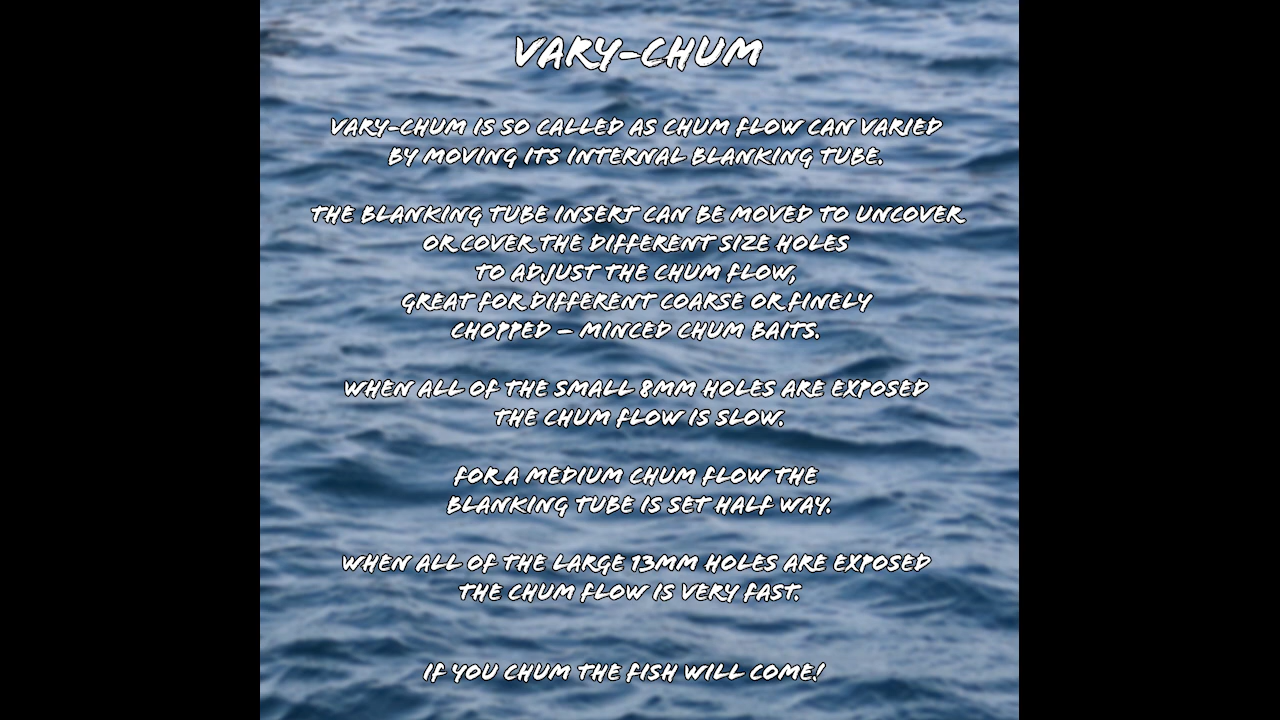 VARY-CHUM
VARY-CHUM IS SO CALLED AS CHUM FLOW CAN VARIED
BY MOVING ITS INTERNAL BLANKING TUBE.
THE BLANKING TUBE INSERT CAN BE MOVED TO UNCOVER
OR COVER THE DIFFERENT SIZE HOLES
TO ADJUST THE CHUM FLOW,
GREAT FOR DIFFERENT COARSE OR FINELY
CHOPPED – MINCED CHUM BAITS.
WHEN ALL OF THE SMALL 8MM HOLES ARE EXPOSED
THE CHUM FLOW IS SLOW.
FOR A MEDIUM CHUM FLOW THE
BLANKING TUBE IS SET HALF WAY.
WHEN ALL OF THE LARGE 13MM HOLES ARE EXPOSED
THE CHUM FLOW IS VERY FAST.
IF YOU CHUM THE FISH WILL COME!